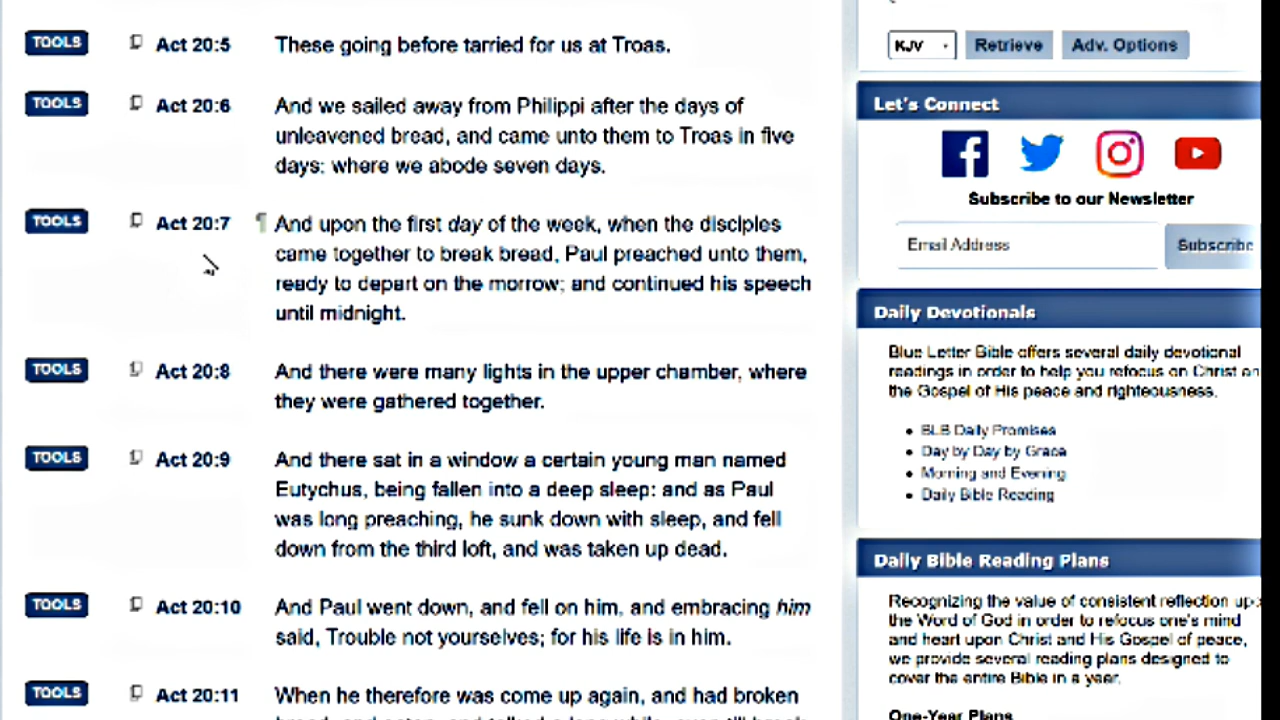 TOOLS Act 20:5 These going before tarried for us at Troas.
TOOLS Act 20:6 And we sailed away from Philippi after the days of
unleavened bread, and came unto them to Troas in five
days; where we abode seven days.
TOOLS Act 20:7 ¶ And upon the first day of the week, when the disciples
came together to break bread, Paul preached unto them,
ready to depart on the morrow; and continued his speech
until midnight.
TOOLS Act 20:8 And there were many lights in the upper chamber, where
they were gathered together.
TOOLS Act 20:9 And there sat in a window a certain young man named
Eutychus, being fallen into a deep sleep: and as Paul
was long preaching, he sunk down with sleep, and fell
down from the third loft, and was taken up dead.
TOOLS Act 20:10 And Paul went down, and fell on him, and embracing him
said, Trouble not yourselves; for his life is in him.
TOOLS Act 20:11 When he therefore was come up again, and had broken
KJV Retrieve Adv. Options
Let's Connect
Subscribe to our Newsletter
Email Address Subscribe
Daily Devotionals
Blue Letter Bible offers several daily devotional
readings in order to help you refocus on Christ an
the Gospel of His peace and righteousness.
• BLB Daily Promises
• Day by Day by Grace
• Morning and Evening
• Daily Bible Reading
Daily Bible Reading Plans
Recognizing the value of consistent reflection up
the Word of God in order to refocus one's mind
and heart upon Christ and His Gospel of peace,
we provide several reading plans designed to
cover the entire Bible in a year.
One-Year Plans